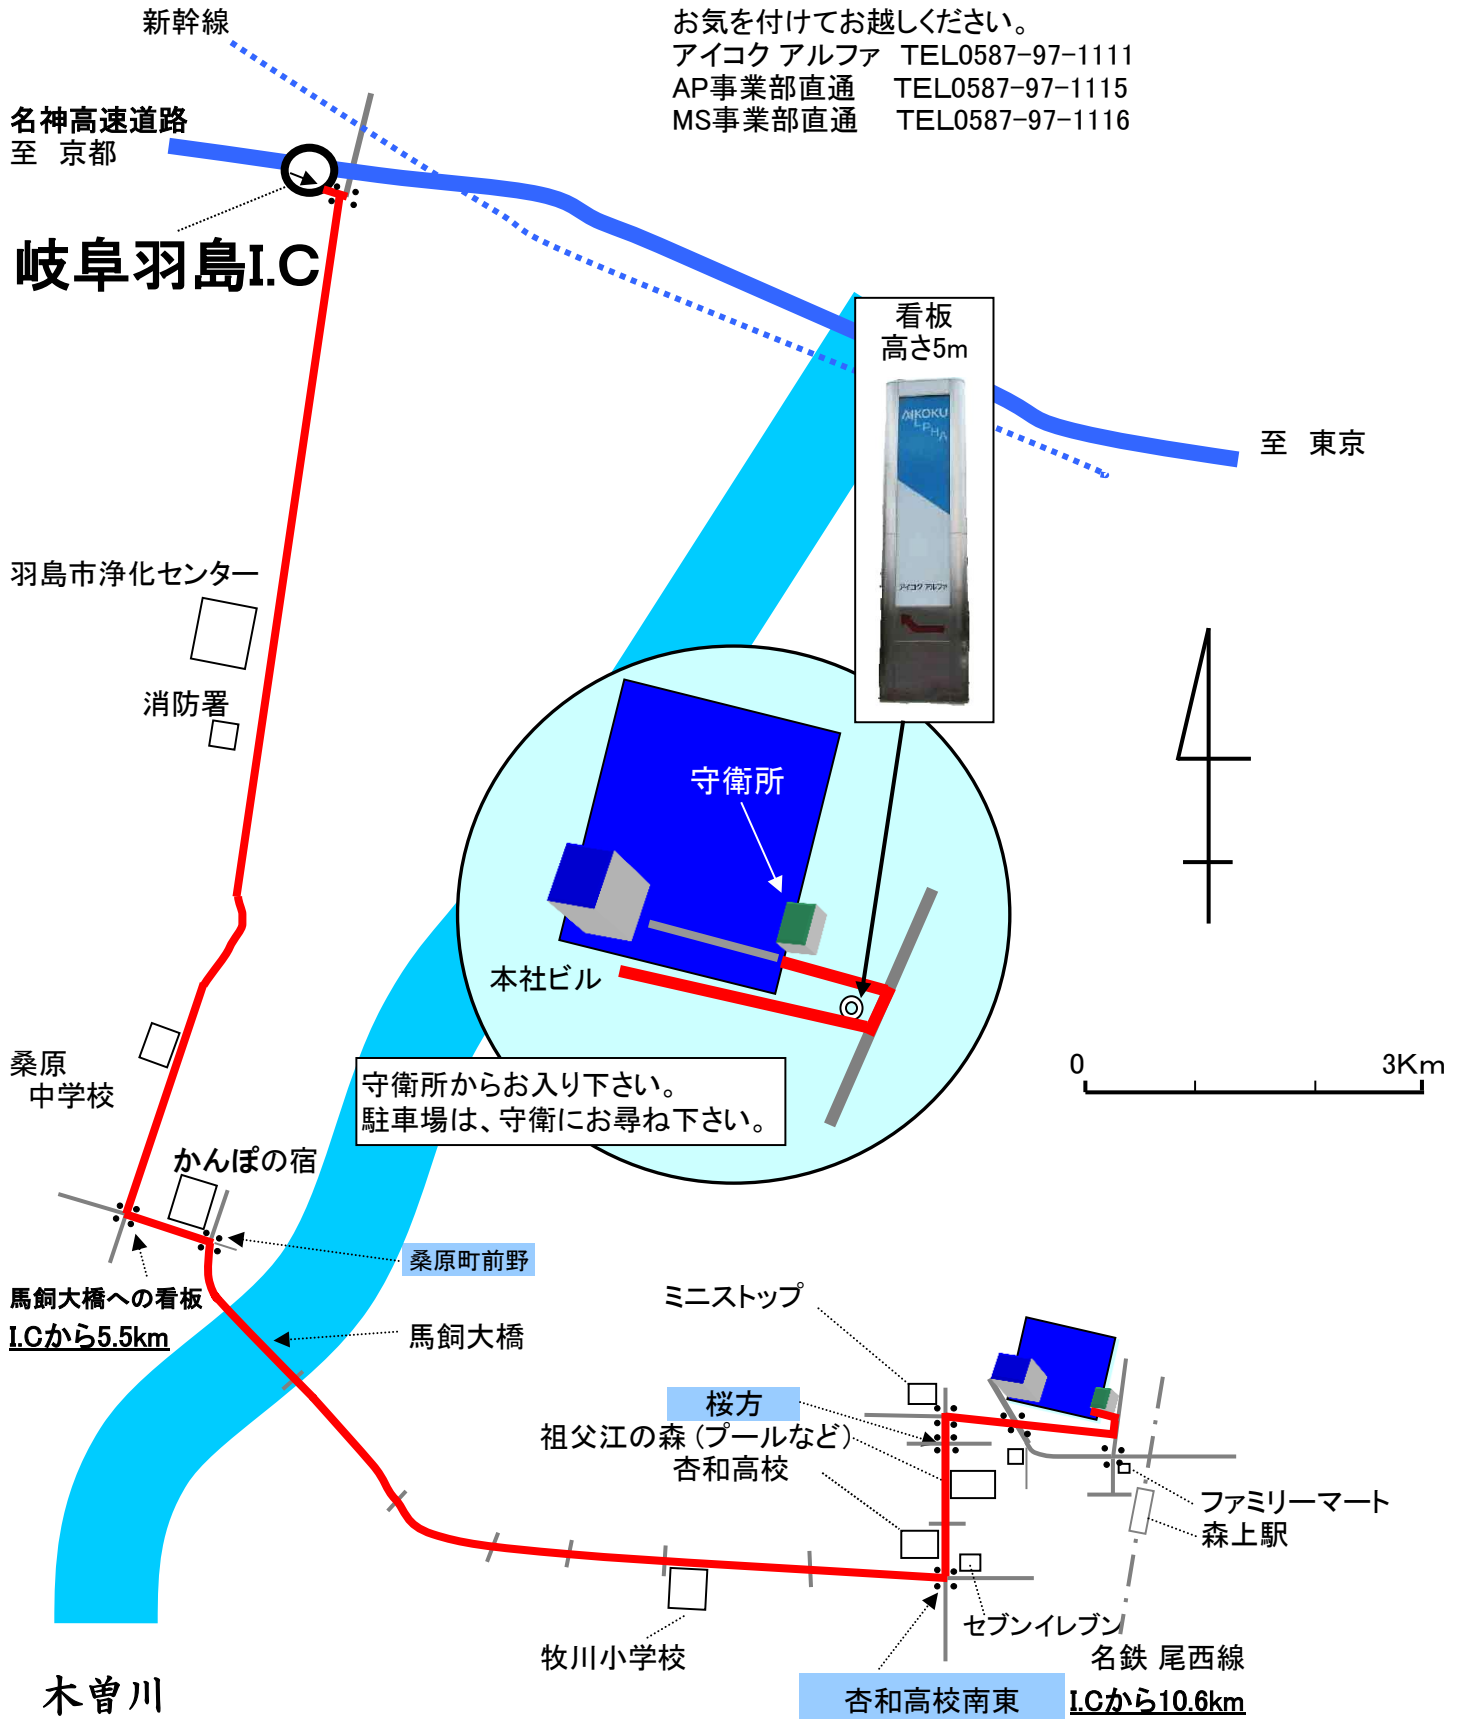 新幹線
お気を付けてお越しください。
アイコク アルファ　TEL0587-97-1111
AP事業部直通　TEL0587-97-1115
MS事業部直通　TEL0587-97-1116
名神高速道路
至　京都
岐阜羽島I.C
看板
高さ5m
AIKOKU
ALPHA
アイコク アルファ
至　東京
羽島市浄化センター
消防署
守衛所
本社ビル
桑原
中学校
守衛所からお入り下さい。
駐車場は、守衛にお尋ね下さい。
0
3Km
かんぽの宿
桑原町前野
馬飼大橋への看板
I.Cから5.5km
馬飼大橋
ミニストップ
桜方
祖父江の森（プールなど）
杏和高校
ファミリーマート
森上駅
セブンイレブン
牧川小学校
名鉄 尾西線
木曽川
杏和高校南東
I.Cから10.6km